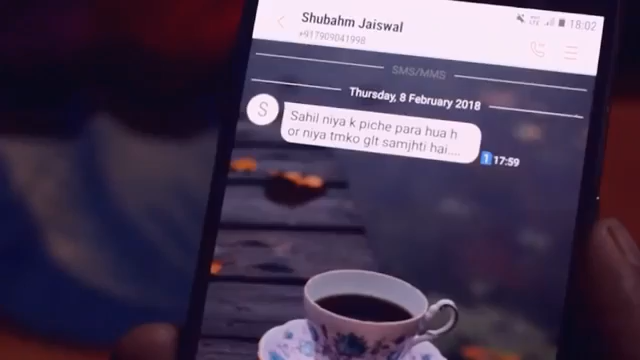 18:02
Shubahm Jaiswal
+917909041998
SMS/MMS
Thursday, 8 February 2018
S
Sahil niya k piche para hua h
or niya tmko glt samjhti hai....
1 17:59